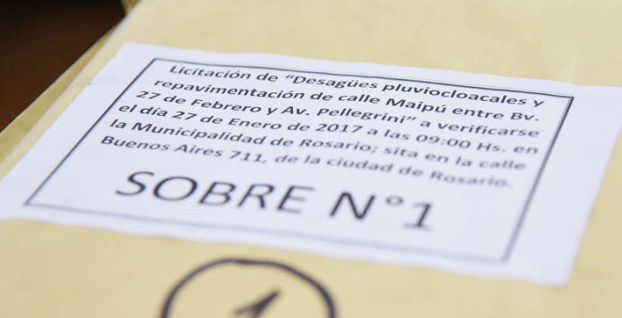 Licitación de "Desagües pluviocloacales y
repavimentación de calle Maipú entre Bv.
27 de Febrero y Av. Pellegrini" a verificarse
el día 27 de Enero de 2017 a las 09:00 Hs. en
la Municipalidad de Rosario; sita en la calle
Buenos Aires 711, de la ciudad de Rosario.
SOBRE N°1
1